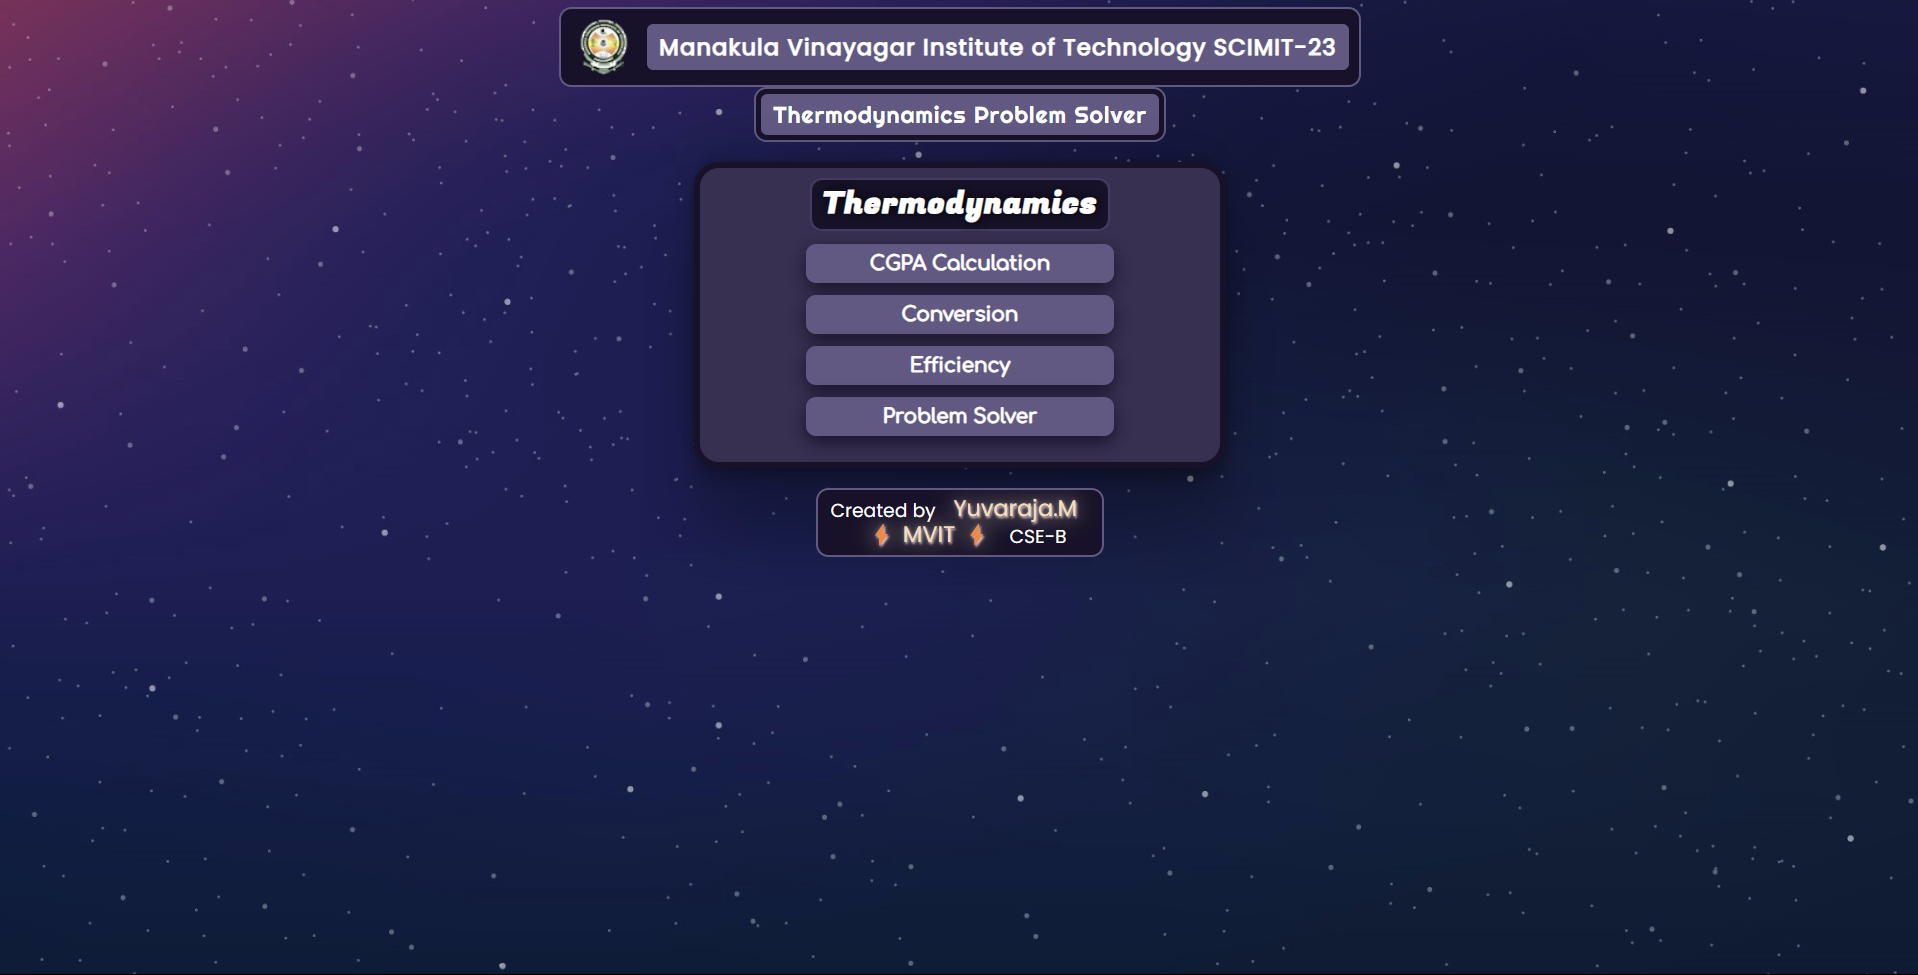 Manakula Vinayagar Institute of Technology SCIMIT-23
Thermodynamics Problem Solver
Thermodynamics
CGPA Calculation
Conversion
Efficiency
Problem Solver
Created by Yuvaraja.M
MVIT CSE-B